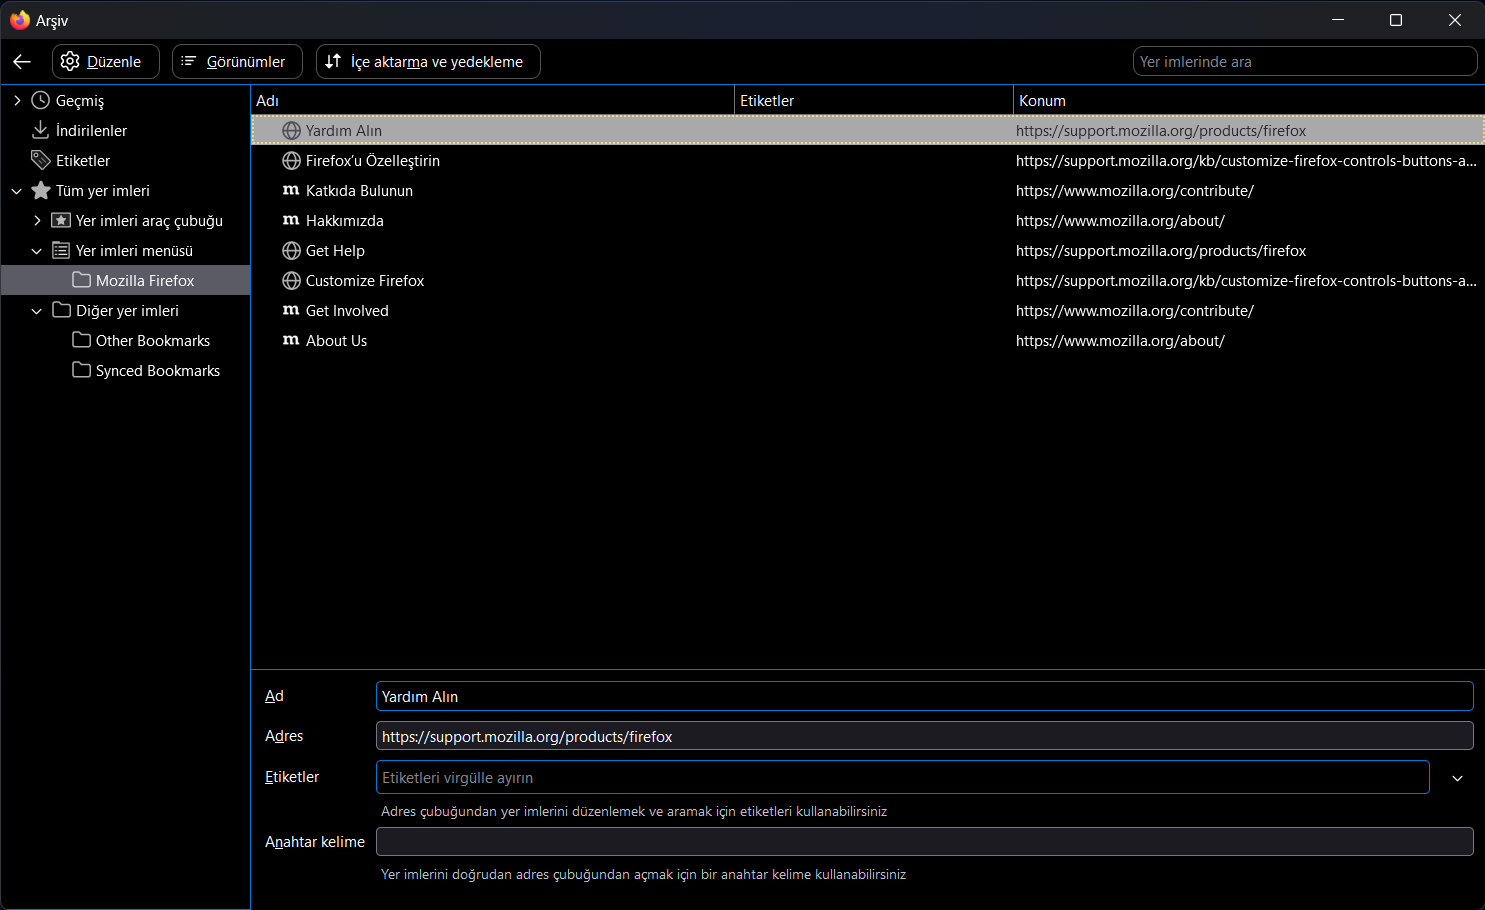 Arşiv
Düzenle
Görünümler
İçe aktarma ve yedekleme
Yer imlerinde ara
Geçmiş
İndirilenler
Etiketler
Tüm yer imleri
Yer imleri araç çubuğu
Yer imleri menüsü
Mozilla Firefox
Diğer yer imleri
Other Bookmarks
Synced Bookmarks
Adı Etiketler Konum
Yardım Alın https://support.mozilla.org/products/firefox
Firefox’u Özelleştirin https://support.mozilla.org/kb/customize-firefox-controls-buttons-a...
m Katkıda Bulunun https://www.mozilla.org/contribute/
m Hakkımızda https://www.mozilla.org/about/
Get Help https://support.mozilla.org/products/firefox
Customize Firefox https://support.mozilla.org/kb/customize-firefox-controls-buttons-a...
m Get Involved https://www.mozilla.org/contribute/
m About Us https://www.mozilla.org/about/
Ad Yardım Alın
Adres https://support.mozilla.org/products/firefox
Etiketler Etiketleri virgülle ayırın
Adres çubuğundan yer imlerini düzenlemek ve aramak için etiketleri kullanabilirsiniz
Anahtar kelime
Yer imlerini doğrudan adres çubuğundan açmak için bir anahtar kelime kullanabilirsiniz